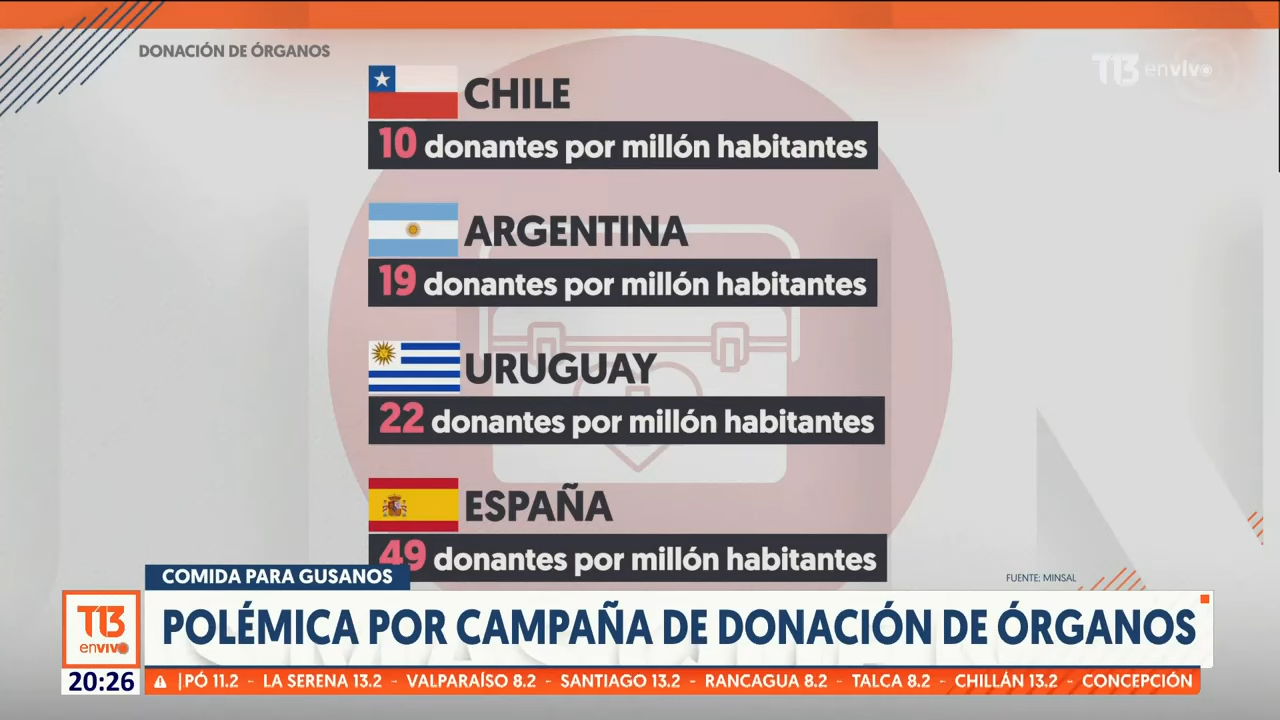 DONACIÓN DE ÓRGANOS
T13 envivo
CHILE
10 donantes por millón habitantes
ARGENTINA
19 donantes por millón habitantes
URUGUAY
22 donantes por millón habitantes
ESPAÑA
49 donantes por millón habitantes
COMIDA PARA GUSANOS
FUENTE: MINSAL
T13
envivo
POLÉMICA POR CAMPAÑA DE DONACIÓN DE ÓRGANOS
20:26
|PÓ 11.2 - LA SERENA 13.2 - VALPARAÍSO 8.2 - SANTIAGO 13.2 - RANCAGUA 8.2 - TALCA 8.2 - CHILLÁN 13.2 - CONCEPCIÓN